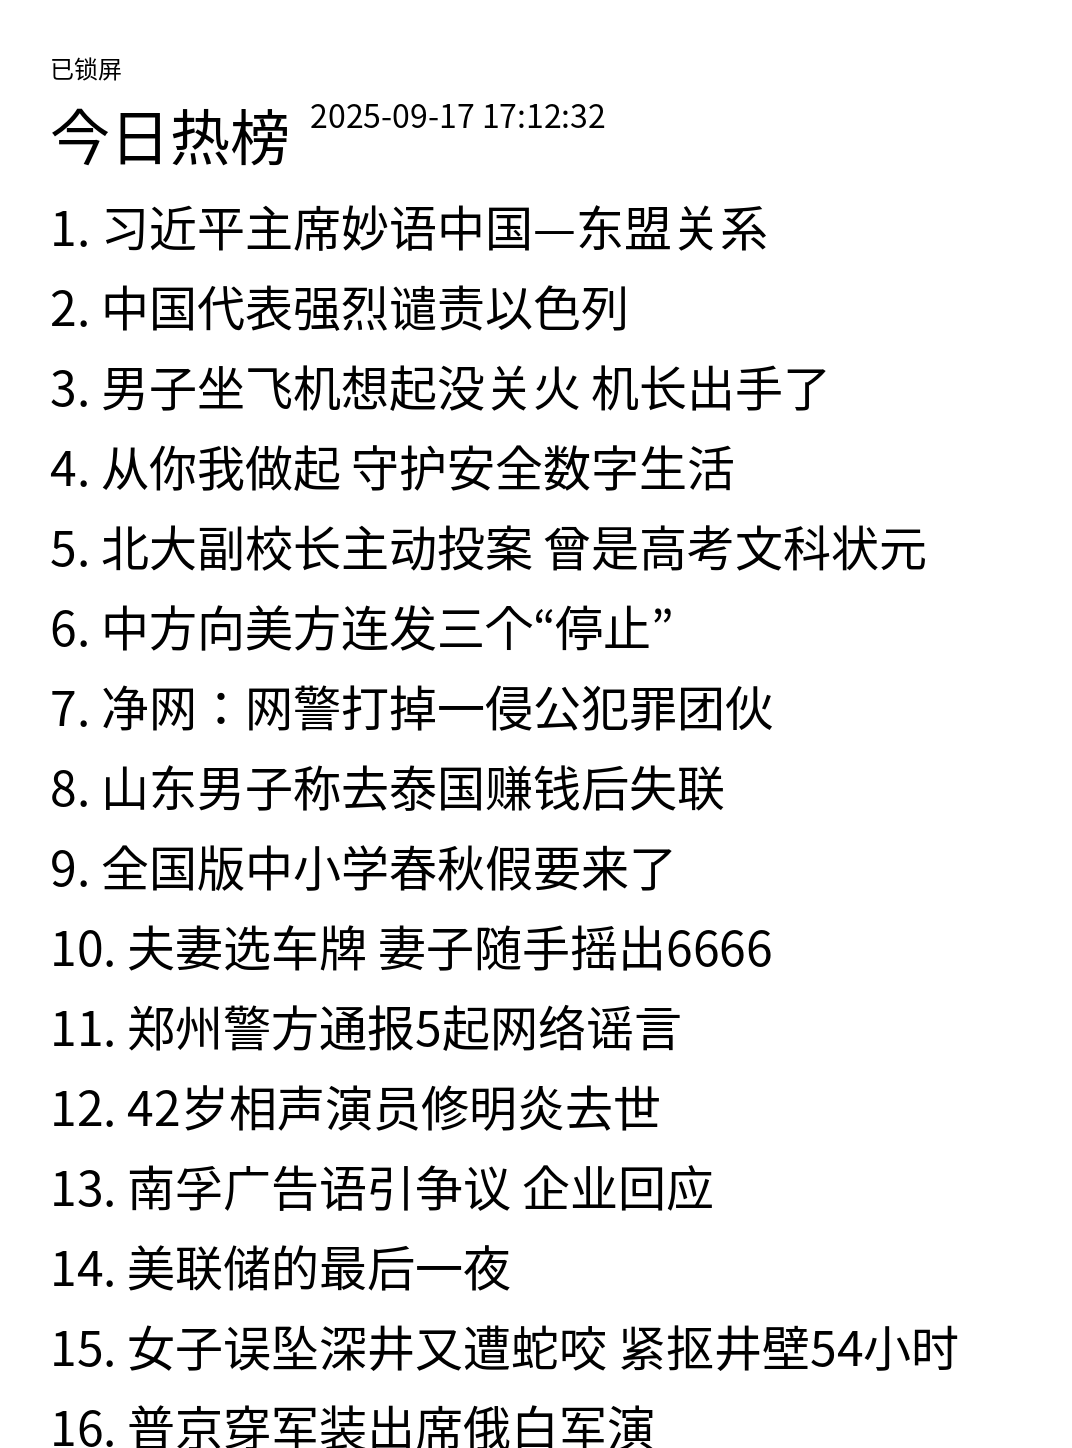 已锁屏
今日热榜 2025-09-17 17:12:32
1. 习近平主席妙语中国—东盟关系
2. 中国代表强烈谴责以色列
3. 男子坐飞机想起没关火 机长出手了
4. 从你我做起 守护安全数字生活
5. 北大副校长主动投案 曾是高考文科状元
6. 中方向美方连发三个“停止”
7. 净网：网警打掉一侵公犯罪团伙
8. 山东男子称去泰国赚钱后失联
9. 全国版中小学春秋假要来了
10. 夫妻选车牌 妻子随手摇出6666
11. 郑州警方通报5起网络谣言
12. 42岁相声演员修明炎去世
13. 南孚广告语引争议 企业回应
14. 美联储的最后一夜
15. 女子误坠深井又遭蛇咬 紧抠井壁54小时
16. 普京穿军装出席俄白军演